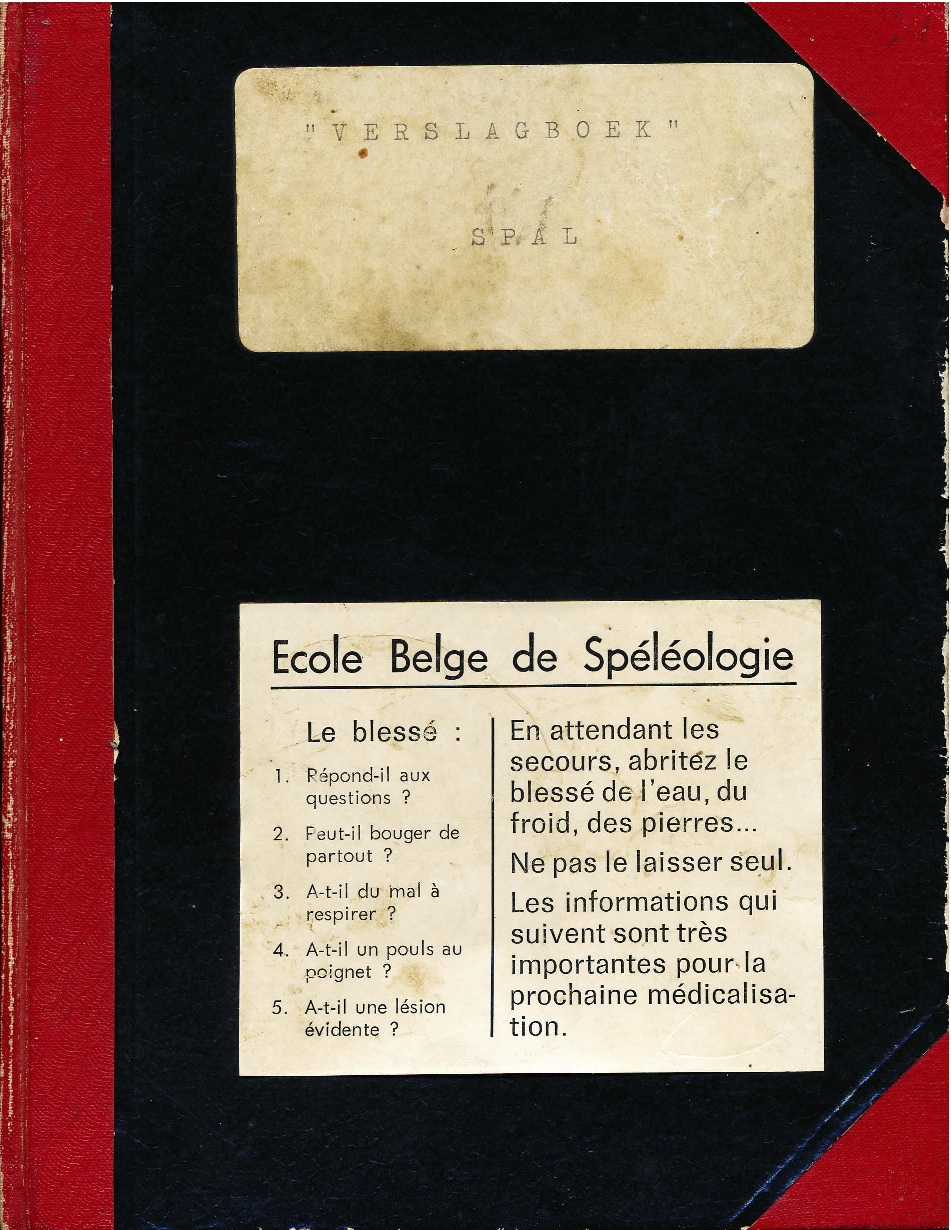 "VERSLAGBOEK"
SPAL
Ecole Belge de Spéléologie
Le blessé :
1. Répond-il aux
questions ?
2. Peut-il bouger de
partout ?
3. A-t-il du mal à
respirer ?
4. A-t-il un pouls au
poignet ?
5. A-t-il une lésion
évidente ?
En attendant les
secours, abritez le
blessé de l'eau, du
froid, des pierres...
Ne pas le laisser seul.
Les informations qui
suivent sont très
importantes pour la
prochaine médicalisa-
tion.